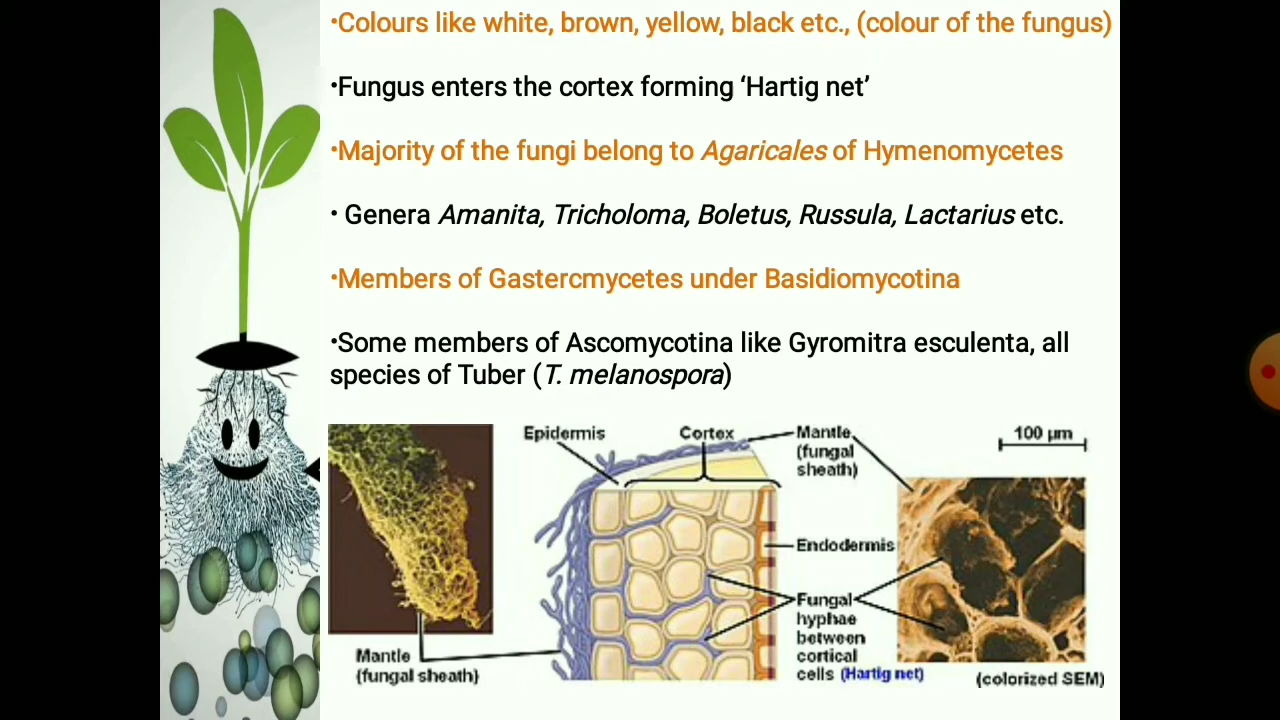 •Colours like white, brown, yellow, black etc., (colour of the fungus)
•Fungus enters the cortex forming ‘Hartig net’
•Majority of the fungi belong to Agaricales of Hymenomycetes
• Genera Amanita, Tricholoma, Boletus, Russula, Lactarius etc.
•Members of Gastercmycetes under Basidiomycotina
•Some members of Ascomycotina like Gyromitra esculenta, all
species of Tuber (T. melanospora)
Epidermis
Cortex
Mantle
(fungal
sheath)
100 µm
Endodermis
Fungal
hyphae
between
cortical
cells (Hartig net)
Mantle
(fungal sheath)
(colorized SEM)